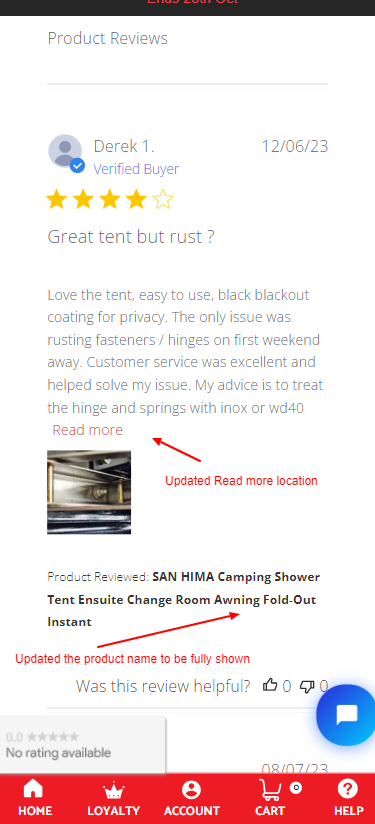 Ends 28th Oct
Product Reviews
Derek 1.
12/06/23
Verified Buyer
Great tent but rust ?
Love the tent, easy to use, black blackout
coating for privacy. The only issue was
rusting fasteners / hinges on first weekend
away. Customer service was excellent and
helped solve my issue. My advice is to treat
the hinge and springs with inox or wd40
Read more
Updated Read more location
Product Reviewed: SAN HIMA Camping Shower
Tent Ensuite Change Room Awning Fold-Out
Instant
Updated the product name to be fully shown
Was this review helpful? 0 0
0.0
No rating available
08/07/23
0
HOME LOYALTY ACCOUNT CART HELP